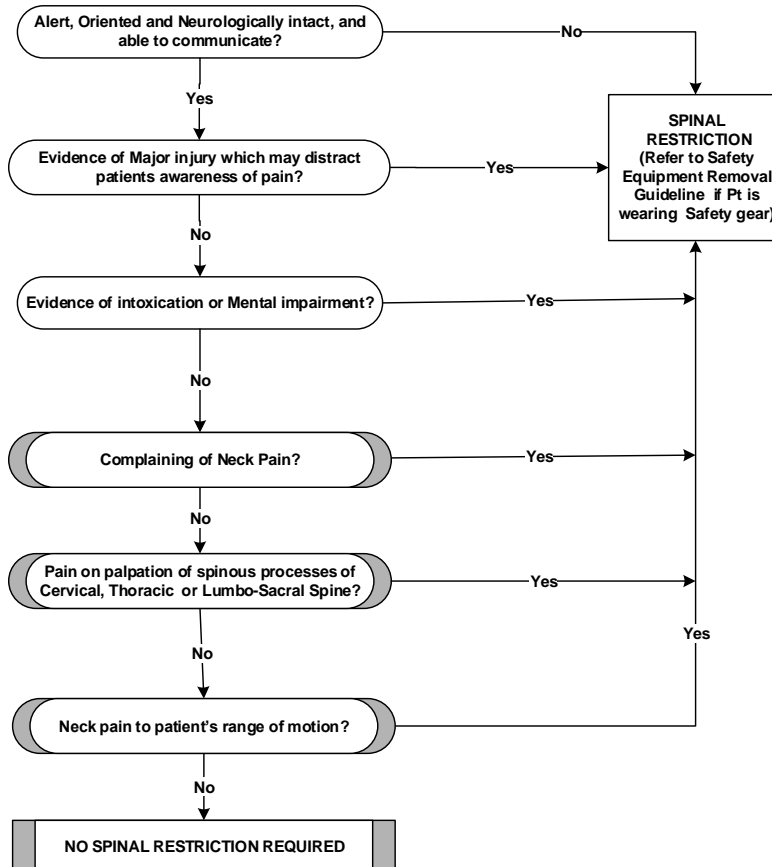 Alert, Oriented and Neurologically intact, and
able to communicate?
No
Yes
SPINAL
RESTRICTION
(Refer to Safety
Equipment Removal
Guideline if Pt is
wearing Safety gear)
Evidence of Major injury which may distract
patients awareness of pain?
Yes
No
Evidence of intoxication or Mental impairment?
Yes
No
Complaining of Neck Pain?
Yes
No
Pain on palpation of spinous processes of
Cervical, Thoracic or Lumbo-Sacral Spine?
Yes
No
Yes
Neck pain to patient's range of motion?
No
NO SPINAL RESTRICTION REQUIRED